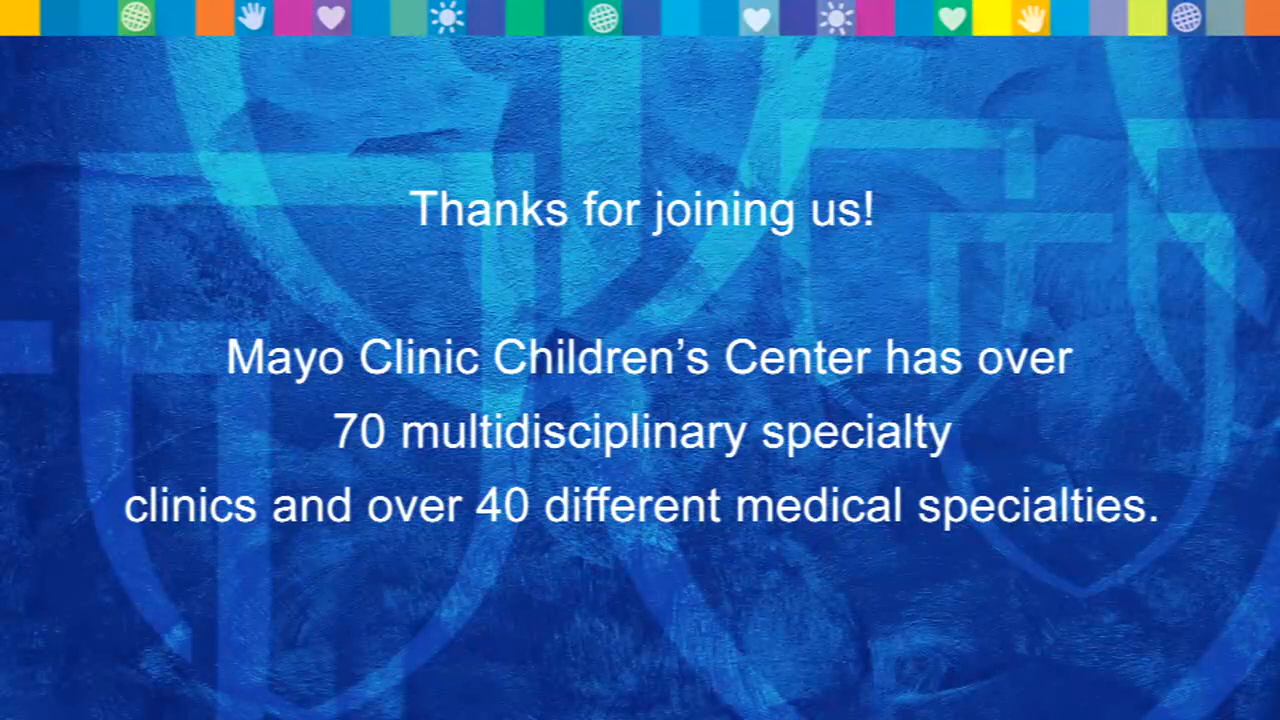 Thanks for joining us!
Mayo Clinic Children’s Center has over
70 multidisciplinary specialty
clinics and over 40 different medical specialties.